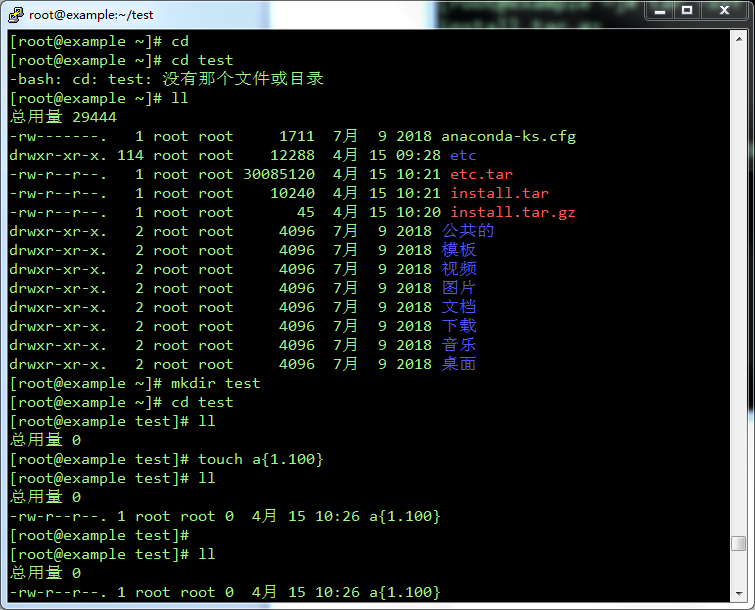 root@example:~/test
[root@example ~]# cd
[root@example ~]# cd test
-bash: cd: test: 没有那个文件或目录
[root@example ~]# ll
总用量 29444
-rw-------.   1 root root     1711  7月  9 2018 anaconda-ks.cfg
drwxr-xr-x. 114 root root    12288  4月 15 09:28 etc
-rw-r--r--.   1 root root 30085120  4月 15 10:21 etc.tar
-rw-r--r--.   1 root root    10240  4月 15 10:21 install.tar
-rw-r--r--.   1 root root       45  4月 15 10:20 install.tar.gz
drwxr-xr-x.   2 root root     4096  7月  9 2018 公共的
drwxr-xr-x.   2 root root     4096  7月  9 2018 模板
drwxr-xr-x.   2 root root     4096  7月  9 2018 视频
drwxr-xr-x.   2 root root     4096  7月  9 2018 图片
drwxr-xr-x.   2 root root     4096  7月  9 2018 文档
drwxr-xr-x.   2 root root     4096  7月  9 2018 下载
drwxr-xr-x.   2 root root     4096  7月  9 2018 音乐
drwxr-xr-x.   2 root root     4096  7月  9 2018 桌面
[root@example ~]# mkdir test
[root@example ~]# cd test
[root@example test]# ll
总用量 0
[root@example test]# touch a{1.100}
[root@example test]# ll
总用量 0
-rw-r--r--. 1 root root 0  4月 15 10:26 a{1.100}
[root@example test]#
[root@example test]# ll
总用量 0
-rw-r--r--. 1 root root 0  4月 15 10:26 a{1.100}